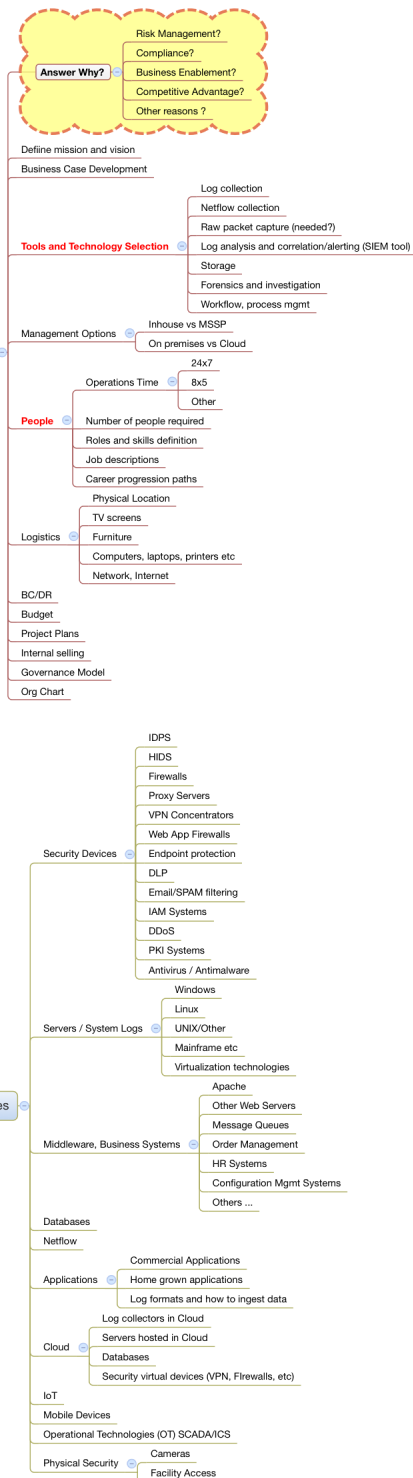 Risk Management?
Compliance?
Answer Why?
Business Enablement?
Competitive Advantage?
Other reasons ?
Defiine mission and vision
Business Case Development
Log collection
Netflow collection
Raw packet capture (needed?)
Tools and Technology Selection
Log analysis and correlation/alerting (SIEM tool)
Storage
Forensics and investigation
Workflow, process mgmt
Management Options
Inhouse vs MSSP
On premises vs Cloud
24x7
Operations Time
8x5
Other
People
Number of people required
Roles and skills definition
Job descriptions
Career progression paths
Physical Location
TV screens
Logistics
Furniture
Computers, laptops, printers etc
Network, Internet
BC/DR
Budget
Project Plans
Internal selling
Governance Model
Org Chart
IDPS
HIDS
Firewalls
Proxy Servers
VPN Concentrators
Web App Firewalls
Security Devices
Endpoint protection
DLP
Email/SPAM filtering
IAM Systems
DDoS
PKI Systems
Antivirus / Antimalware
Windows
Linux
Servers / System Logs
UNIX/Other
Mainframe etc
Virtualization technologies
es
Apache
Other Web Servers
Message Queues
Middleware, Business Systems
Order Management
HR Systems
Configuration Mgmt Systems
Others ...
Databases
Netflow
Commercial Applications
Applications
Home grown applications
Log formats and how to ingest data
Log collectors in Cloud
Servers hosted in Cloud
Cloud
Databases
Security virtual devices (VPN, FIrewalls, etc)
IoT
Mobile Devices
Operational Technologies (OT) SCADA/ICS
Cameras
Physical Security
Facility Access